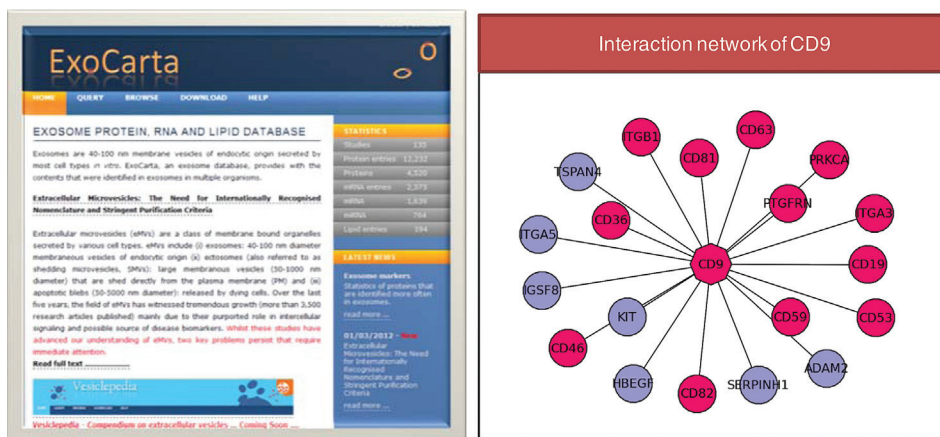 ExoCarta
HOME QUERY BROWSE DOWNLOAD HELP
EXOSOME PROTEIN, RNA AND LIPID DATABASE
Exosomes are 40-100 nm membrane vesicles of endocytic origin secreted by
most cell types in vitro. ExoCarta, an exosome database, provides with the
contents that were identified in exosomes in multiple organisms.
Extracellular Microvesicles: The Need for Internationally Recognised
Nomenclature and Stringent Purification Criteria
Extracellular microvesicles (eMVs) are a class of membrane bound organelles
secreted by various cell types. eMVs include (i) exosomes: 40-100 nm diameter
membraneous vesicles of endocytic origin (ii) ectosomes (also referred to as
shedding microvesicles, SMVs): large membranous vesicles (50-1000 nm
diameter) that are shed directly from the plasma membrane (PM) and (iii)
apoptotic blebs (50-5000 nm diameter): released by dying cells. Over the last
five years, the field of eMVs has witnessed tremendous growth (more than 3,500
research articles published) mainly due to their purported role in intercellular
signaling and possible source of disease biomarkers. Whilst these studies have
advanced our understanding of eMVs, two key problems persist that require
immediate attention.
Read full text
Vesiclepedia
Vesiclepedia - Compendium on extracellular vesicles ... Coming Soon ....
STATISTICS
Studies
Protein entries 12,232
Proteins
mRNA entries 2,375
mRNA
miRNA 764
Lipid entries 194
LATEST NEWS
Exosome markers
Statistics of proteins
that are identified more often
in exosomes.
read more ...
01/03/2012 - New
Extracellular
Microvesicles: The Need
for Internationally
Recognised
Nomenclature and
Stringent Purification
Criteria
read more ...
Interaction network of CD9
CD63
ITGB1
CD81
PRKCA
TSPAN4
PTGFRN
CD36
ITGA3
ITGA5
CD9
CD19
IGSF8
KIT
CD59
CD53
CD46
ADAM2
HBEGF
CD82
SERPINH1